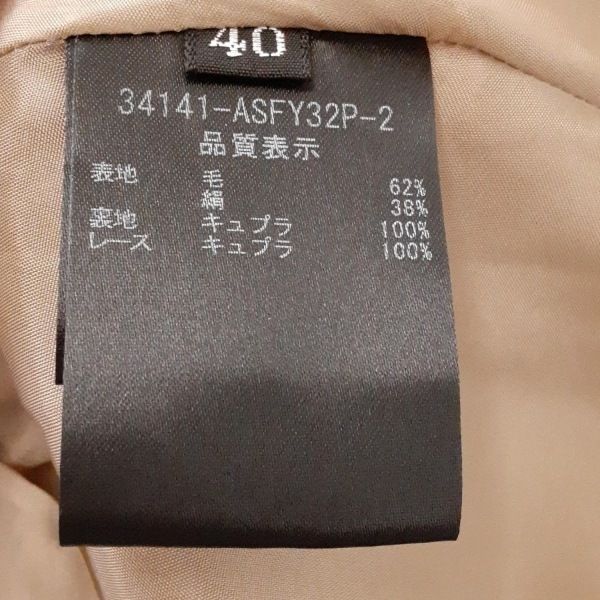 40
34141-ASFY32P-2
品質表示
表地 毛 62%
絹 38%
裏地 キュプラ 100%
レース キュプラ 100%